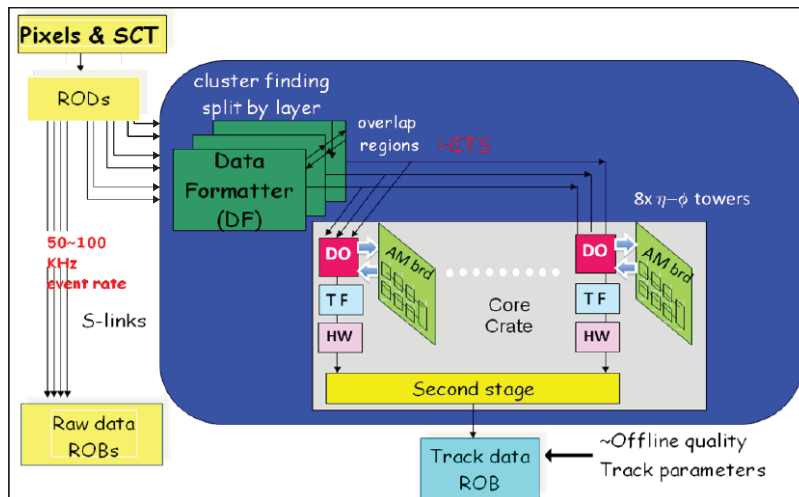 Pixels & SCT
RODs
cluster finding
split by layer
overlap
regions
HITS
Data
Formatter
(DF)
8x η-φ towers
50~100
KHz
event rate
S-links
DO
AM brd
TF
HW
Core
Crate
DO
AM brd
TF
HW
Second stage
Raw data
ROBs
Track data
ROB
~Offline quality
Track parameters